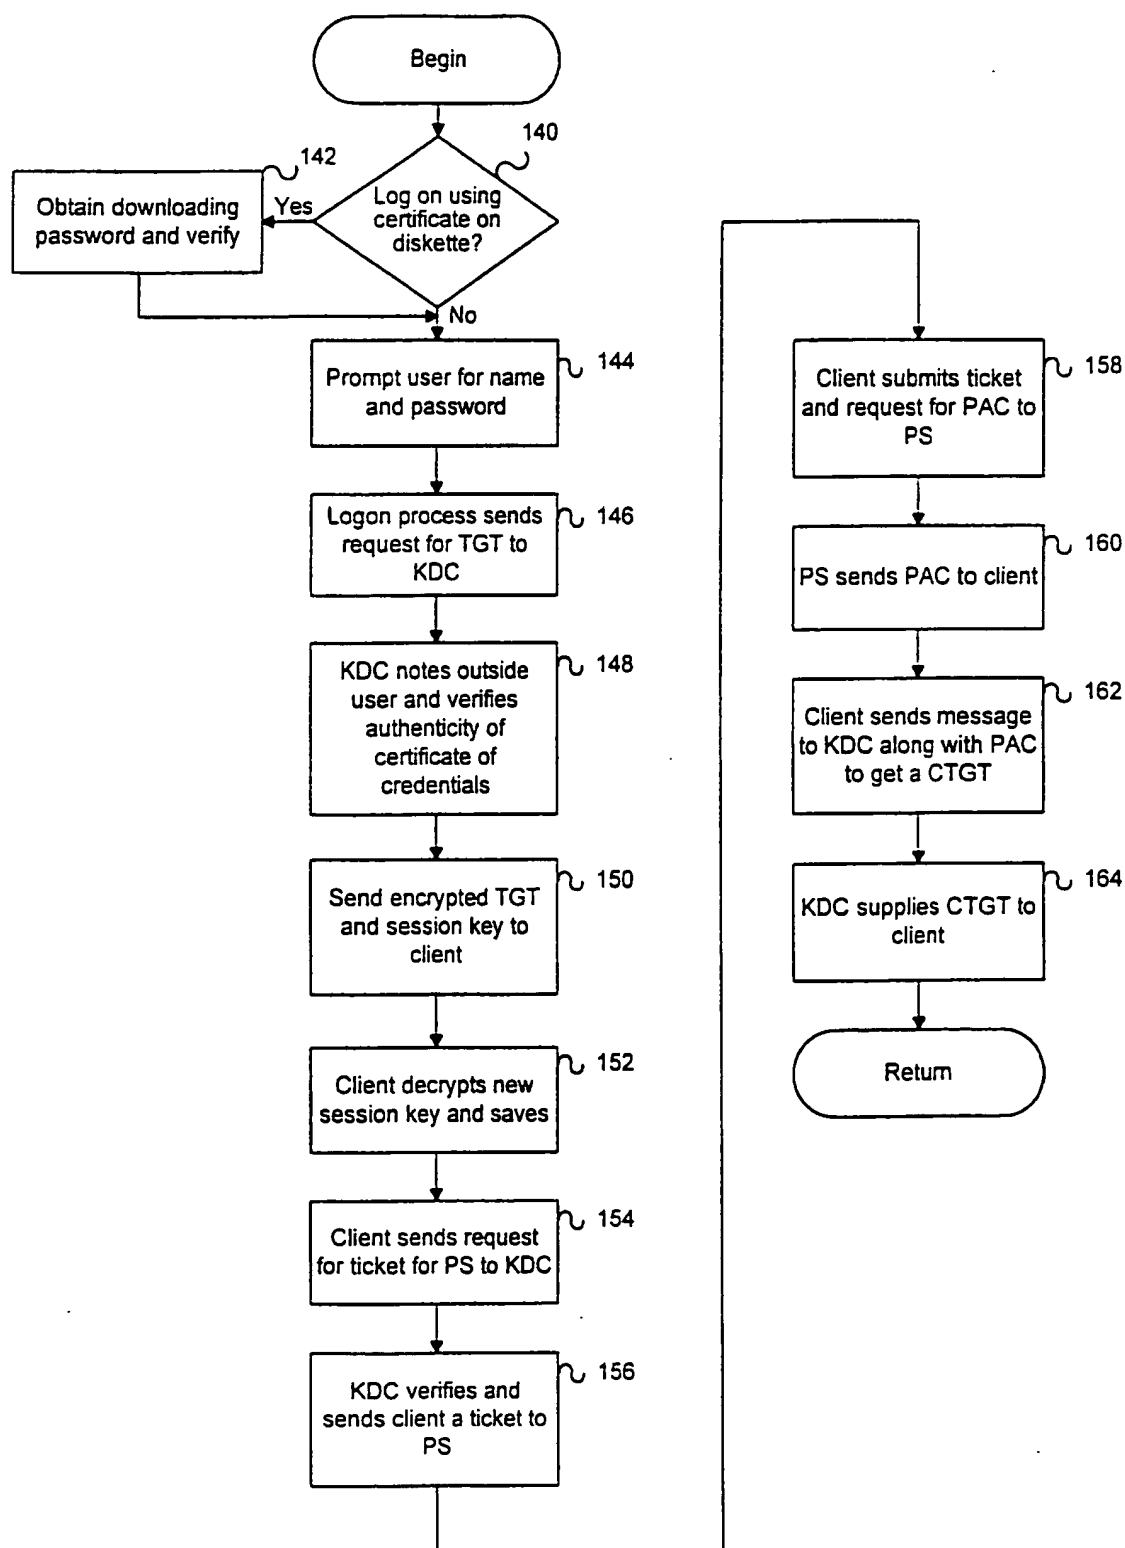 Begin
140
Log on using
certificate on
diskette?
142
Yes
Obtain downloading
password and verify
No
144
Prompt user for name
and password
146
Logon process sends
request for TGT to
KDC
148
KDC notes outside
user and verifies
authenticity of
certificate of
credentials
150
Send encrypted TGT
and session key to
client
152
Client decrypts new
session key and saves
154
Client sends request
for ticket for PS to KDC
156
KDC verifies and
sends client a ticket to
PS
158
Client submits ticket
and request for PAC to
PS
160
PS sends PAC to client
162
Client sends message
to KDC along with PAC
to get a CTGT
164
KDC supplies CTGT to
client
Return